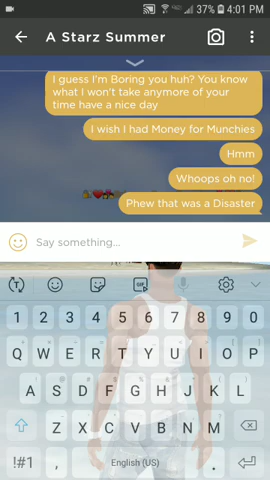 37% 4:01 PM
A Starz Summer
I guess I'm Boring you huh? You know
what I won't take anymore of your
time have a nice day
I wish I had Money for Munchies
Hmm
Whoops oh no!
Phew that was a Disaster
Say something...
T GIF
1 2 3 4 5 6 7 8 9 0
Q W E R T Y U I O P
A S D F G H J K L
Z X C V B N M
!#1 , English (US) .